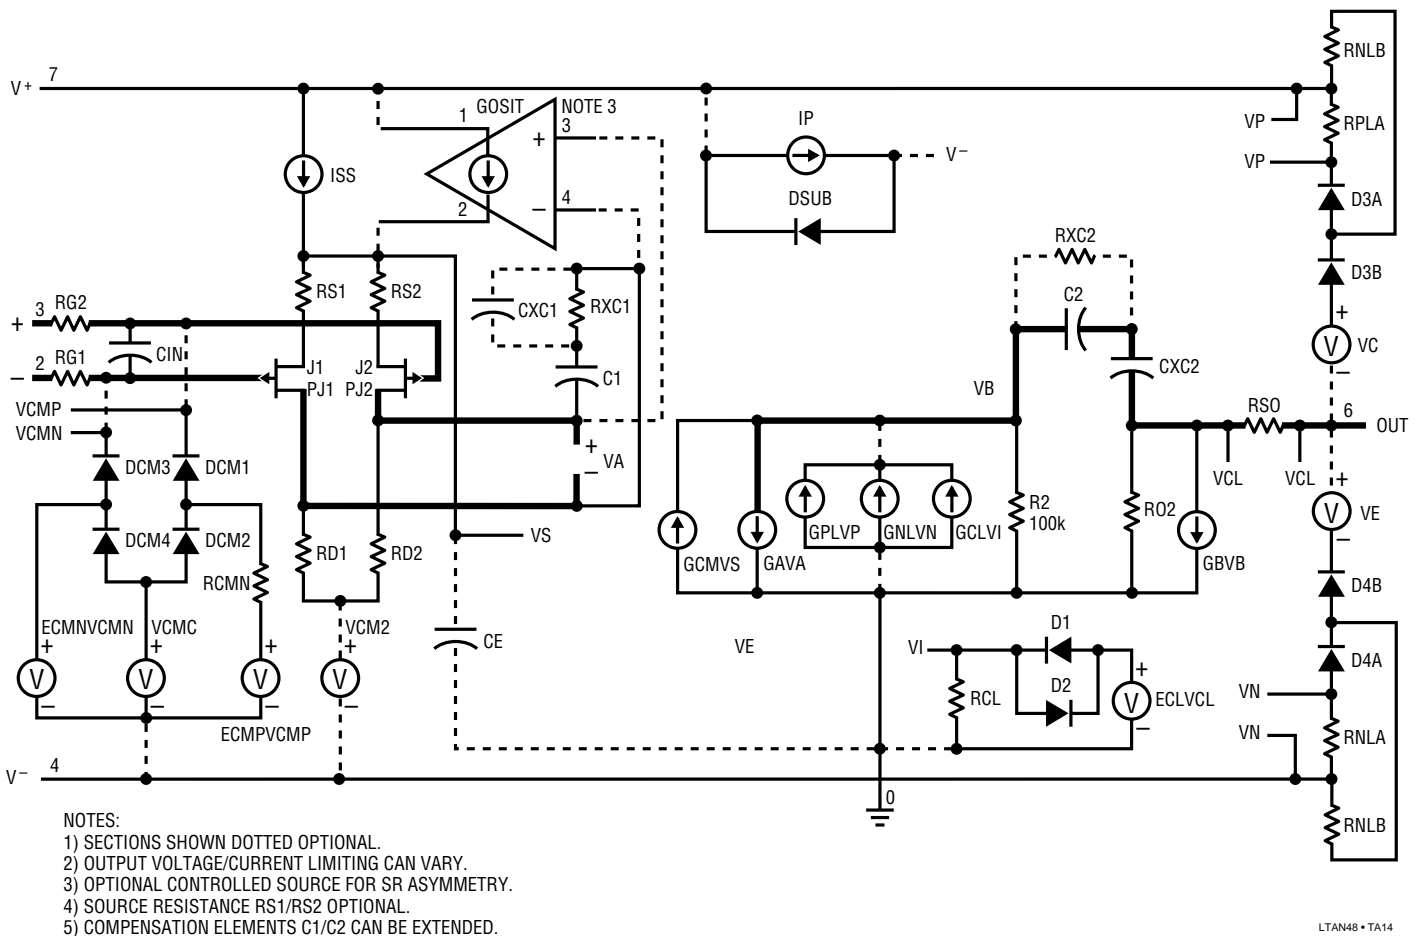 RNLB
V+ 7
1 GOSIT NOTE 3
3
+
VP
RPLA
IP
VP
V−
ISS
4
−
2
DSUB
D3A
RXC2
D3B
RS1 RS2
C2
CXC1 RXC1
+
3 RG2
+
V VC
CIN
J1 J2
CXC2
−
2 RG1
−
PJ1 PJ2
C1
VB
VCMP
RSO
6
OUT
VCMN
+
VA
−
DCM3 DCM1
VCL VCL
+
GPLVP GNLVN GCLVI
R2
100k
RO2
V VE
−
DCM4 DCM2
RD1 RD2
VS
GCMVS GAVA
GBVB
RCMN
D4B
ECMNVCMN VCMC VCM2
CE
VE
VI
D1
D4A
+ + + +
V V V V
− − − −
D2
+
V ECLVCL
−
RCL
VN
ECMPVCMP
VN
RNLA
V− 4
0
RNLB
NOTES:
1) SECTIONS SHOWN DOTTED OPTIONAL.
2) OUTPUT VOLTAGE/CURRENT LIMITING CAN VARY.
3) OPTIONAL CONTROLLED SOURCE FOR SR ASYMMETRY.
4) SOURCE RESISTANCE RS1/RS2 OPTIONAL.
5) COMPENSATION ELEMENTS C1/C2 CAN BE EXTENDED.
LTAN48 • TA14